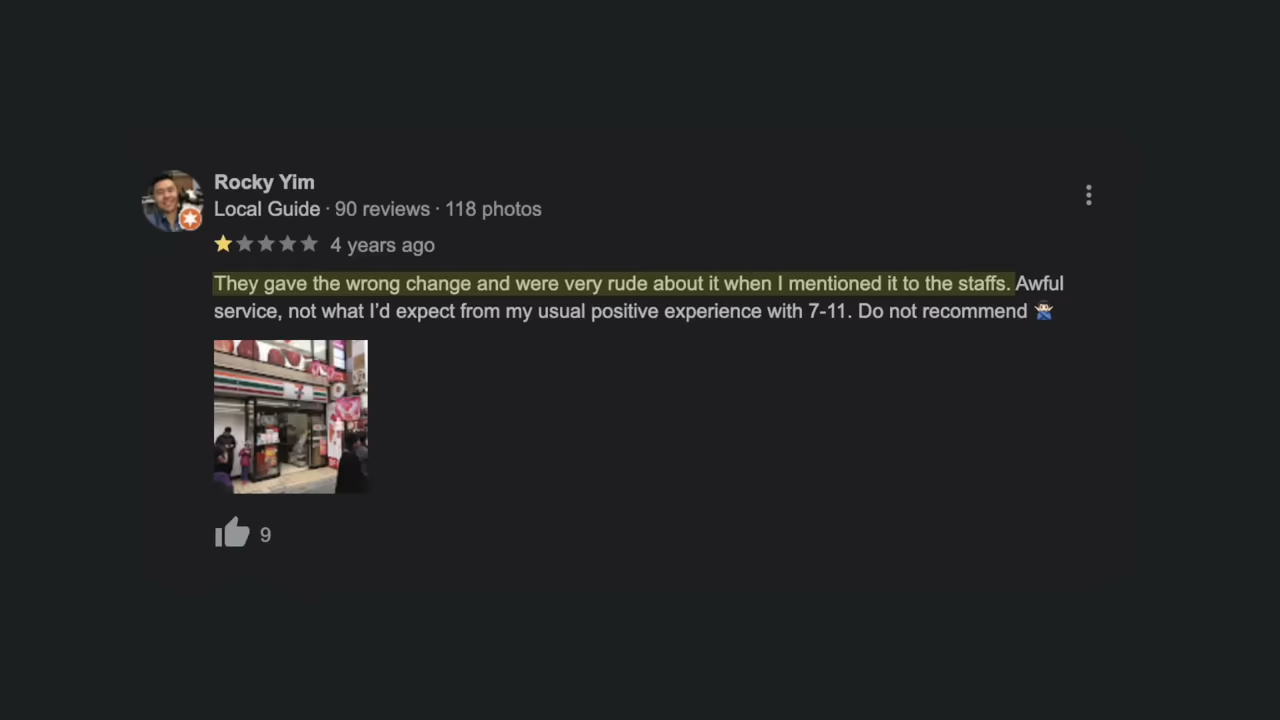 Rocky Yim
Local Guide · 90 reviews · 118 photos
4 years ago
They gave the wrong change and were very rude about it when I mentioned it to the staffs. Awful
service, not what I’d expect from my usual positive experience with 7-11. Do not recommend 🙅🏻‍♂️
9